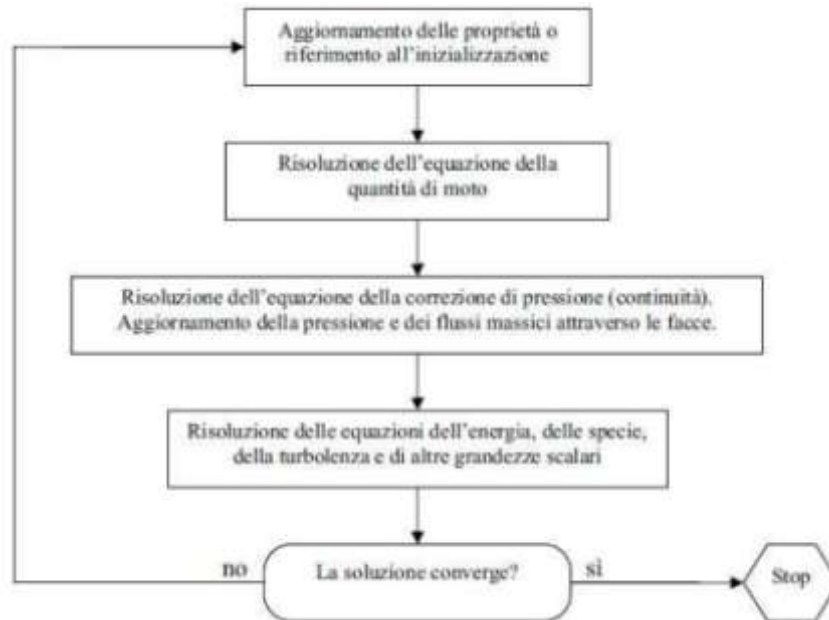 Aggiornamento delle proprietà o
riferimento all'inizializzazione
Risoluzione dell'equazione della
quantità di moto
Risoluzione dell'equazione della correzione di pressione (continuità).
Aggiornamento della pressione e dei flussi massici attraverso le facce.
Risoluzione delle equazioni dell'energia, delle specie,
della turbolenza e di altre grandezze scalari
no
La soluzione converge?
sì
Stop